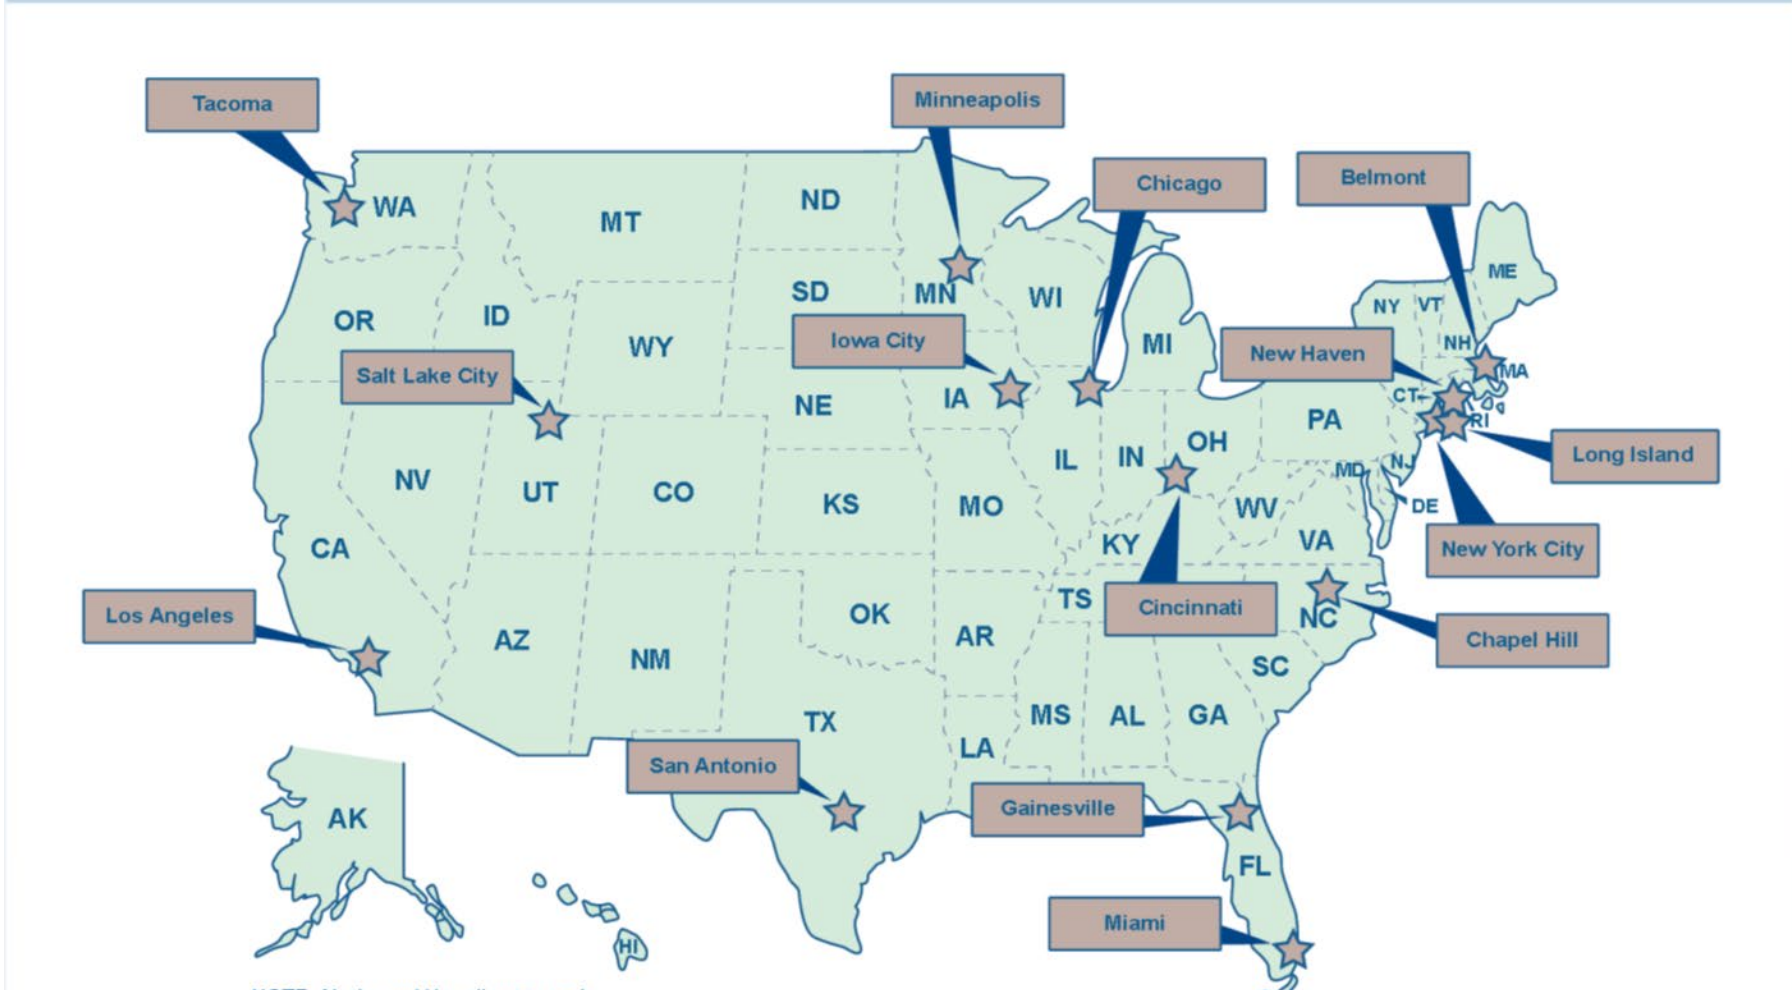 Tacoma
Minneapolis
Chicago
Belmont
WA
MT
ND
ME
OR
ID
SD
MN
WI
NY
VT
WY
Iowa City
MI
New Haven
NH
Salt Lake City
IA
MA
NE
CT
PA
RI
NV
UT
CO
KS
MO
IL
IN
OH
Long Island
MD
NJ
WV
DE
CA
KY
VA
New York City
Los Angeles
AZ
NM
OK
AR
TS
Cincinnati
NC
Chapel Hill
SC
TX
LA
MS
AL
GA
San Antonio
Gainesville
AK
FL
HI
Miami